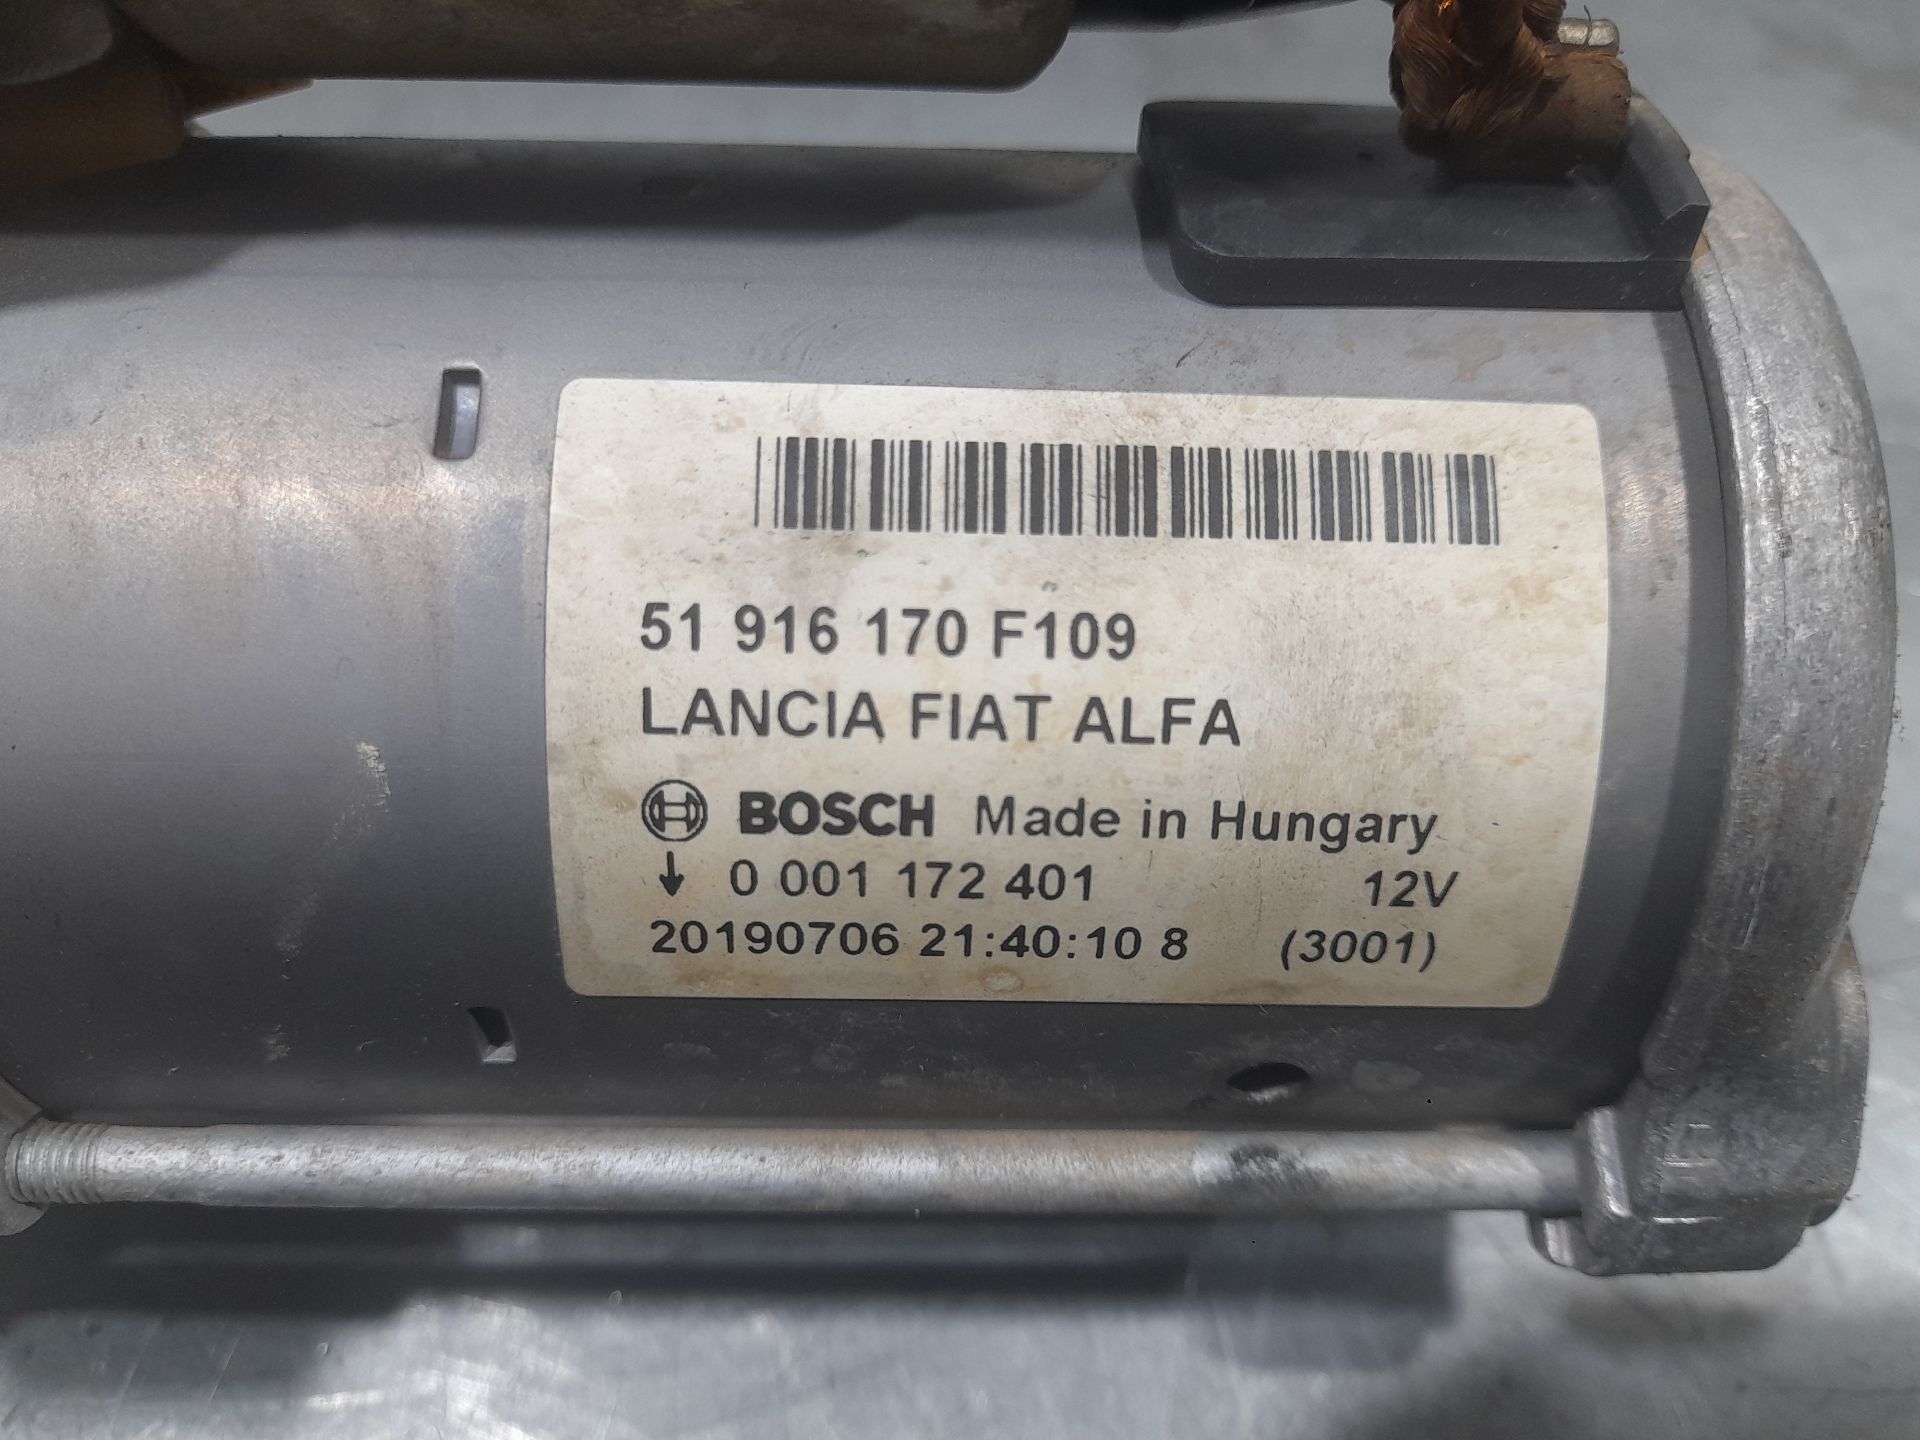 51 916 170 F109
LANCIA FIAT ALFA
BOSCH Made in Hungary
↓ 0 001 172 401 12V
20190706 21:40:10 8 (3001)